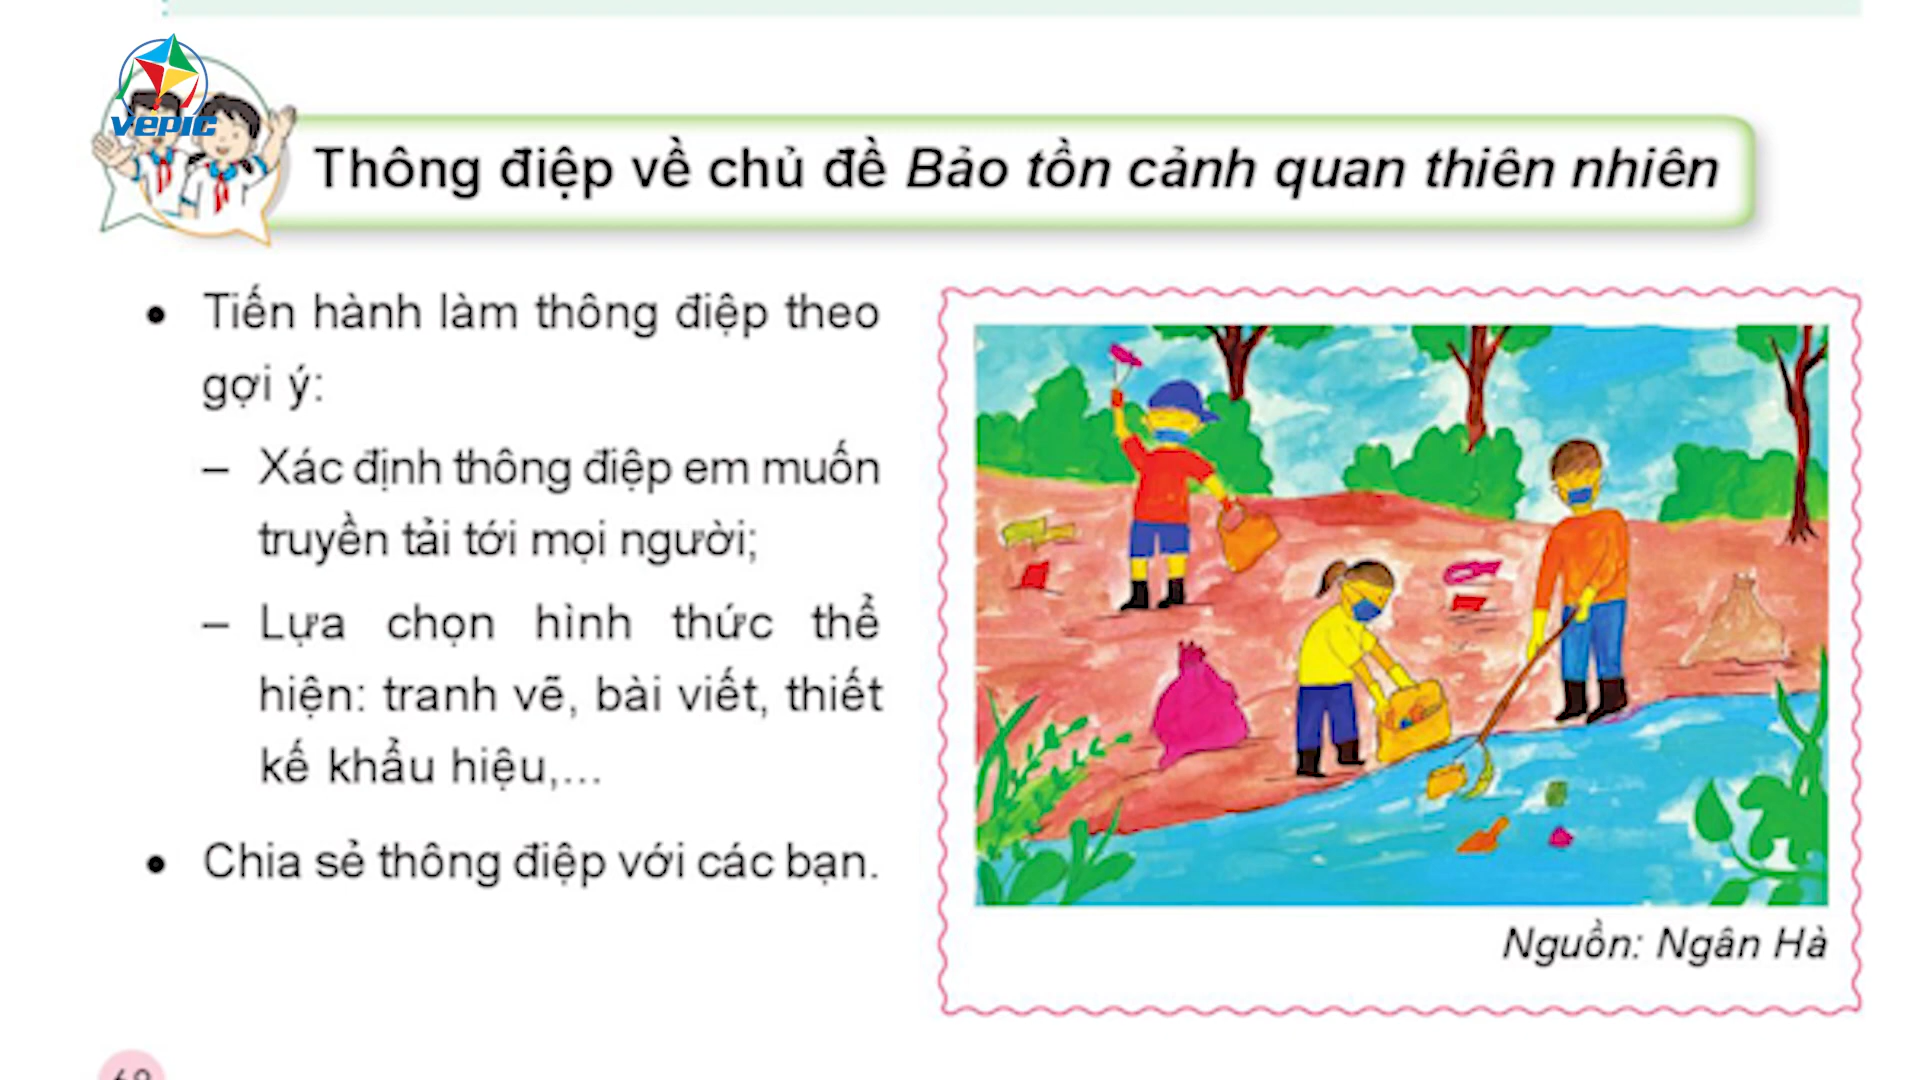 VEPIC
Thông điệp về chủ đề Bảo tồn cảnh quan thiên nhiên
• Tiến hành làm thông điệp theo
gợi ý:
– Xác định thông điệp em muốn
truyền tải tới mọi người;
– Lựa chọn hình thức thể
hiện: tranh vẽ, bài viết, thiết
kế khẩu hiệu,...
• Chia sẻ thông điệp với các bạn.
Nguồn: Ngân Hà